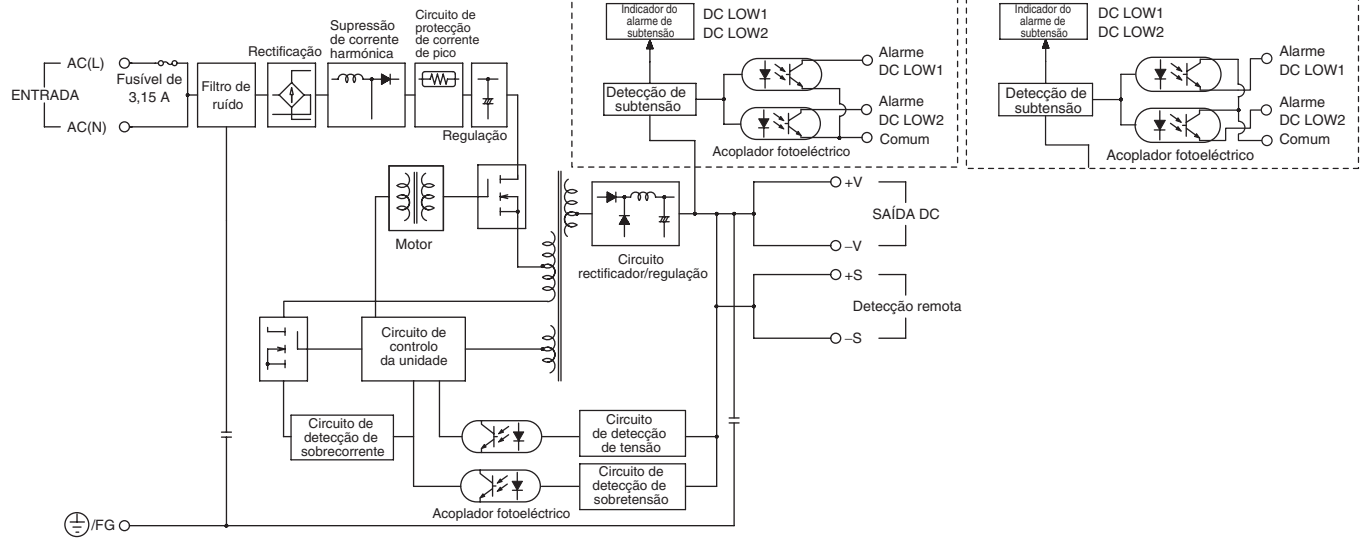 AC(L)
ENTRADA
AC(N)
Fusível de
3,15 A
Filtro de
ruído
Rectificação
Supressão
de corrente
harmónica
Circuito de
protecção
de corrente
de pico
Regulação
Indicador do
alarme de
subtensão
DC LOW1
DC LOW2
Detecção de
subtensão
Alarme
DC LOW1
Alarme
DC LOW2
Comum
Acoplador fotoeléctrico
Indicador do
alarme de
subtensão
DC LOW1
DC LOW2
Detecção de
subtensão
Alarme
DC LOW1
Alarme
DC LOW2
Comum
Acoplador fotoeléctrico
Motor
Circuito
rectificador/regulação
+V
SAÍDA DC
–V
+S
Detecção remota
–S
Circuito de
controlo
da unidade
Circuito de
detecção de
sobrecorrente
Circuito
de detecção
de tensão
Circuito de
detecção de
sobretensão
Acoplador fotoeléctrico
/FG